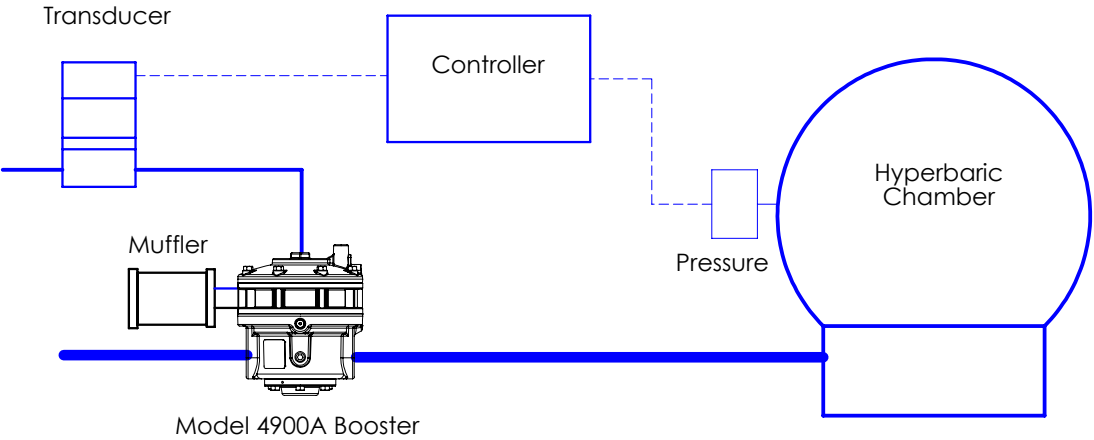 Transducer
Controller
Hyperbaric
Chamber
Muffler
Pressure
Model 4900A Booster